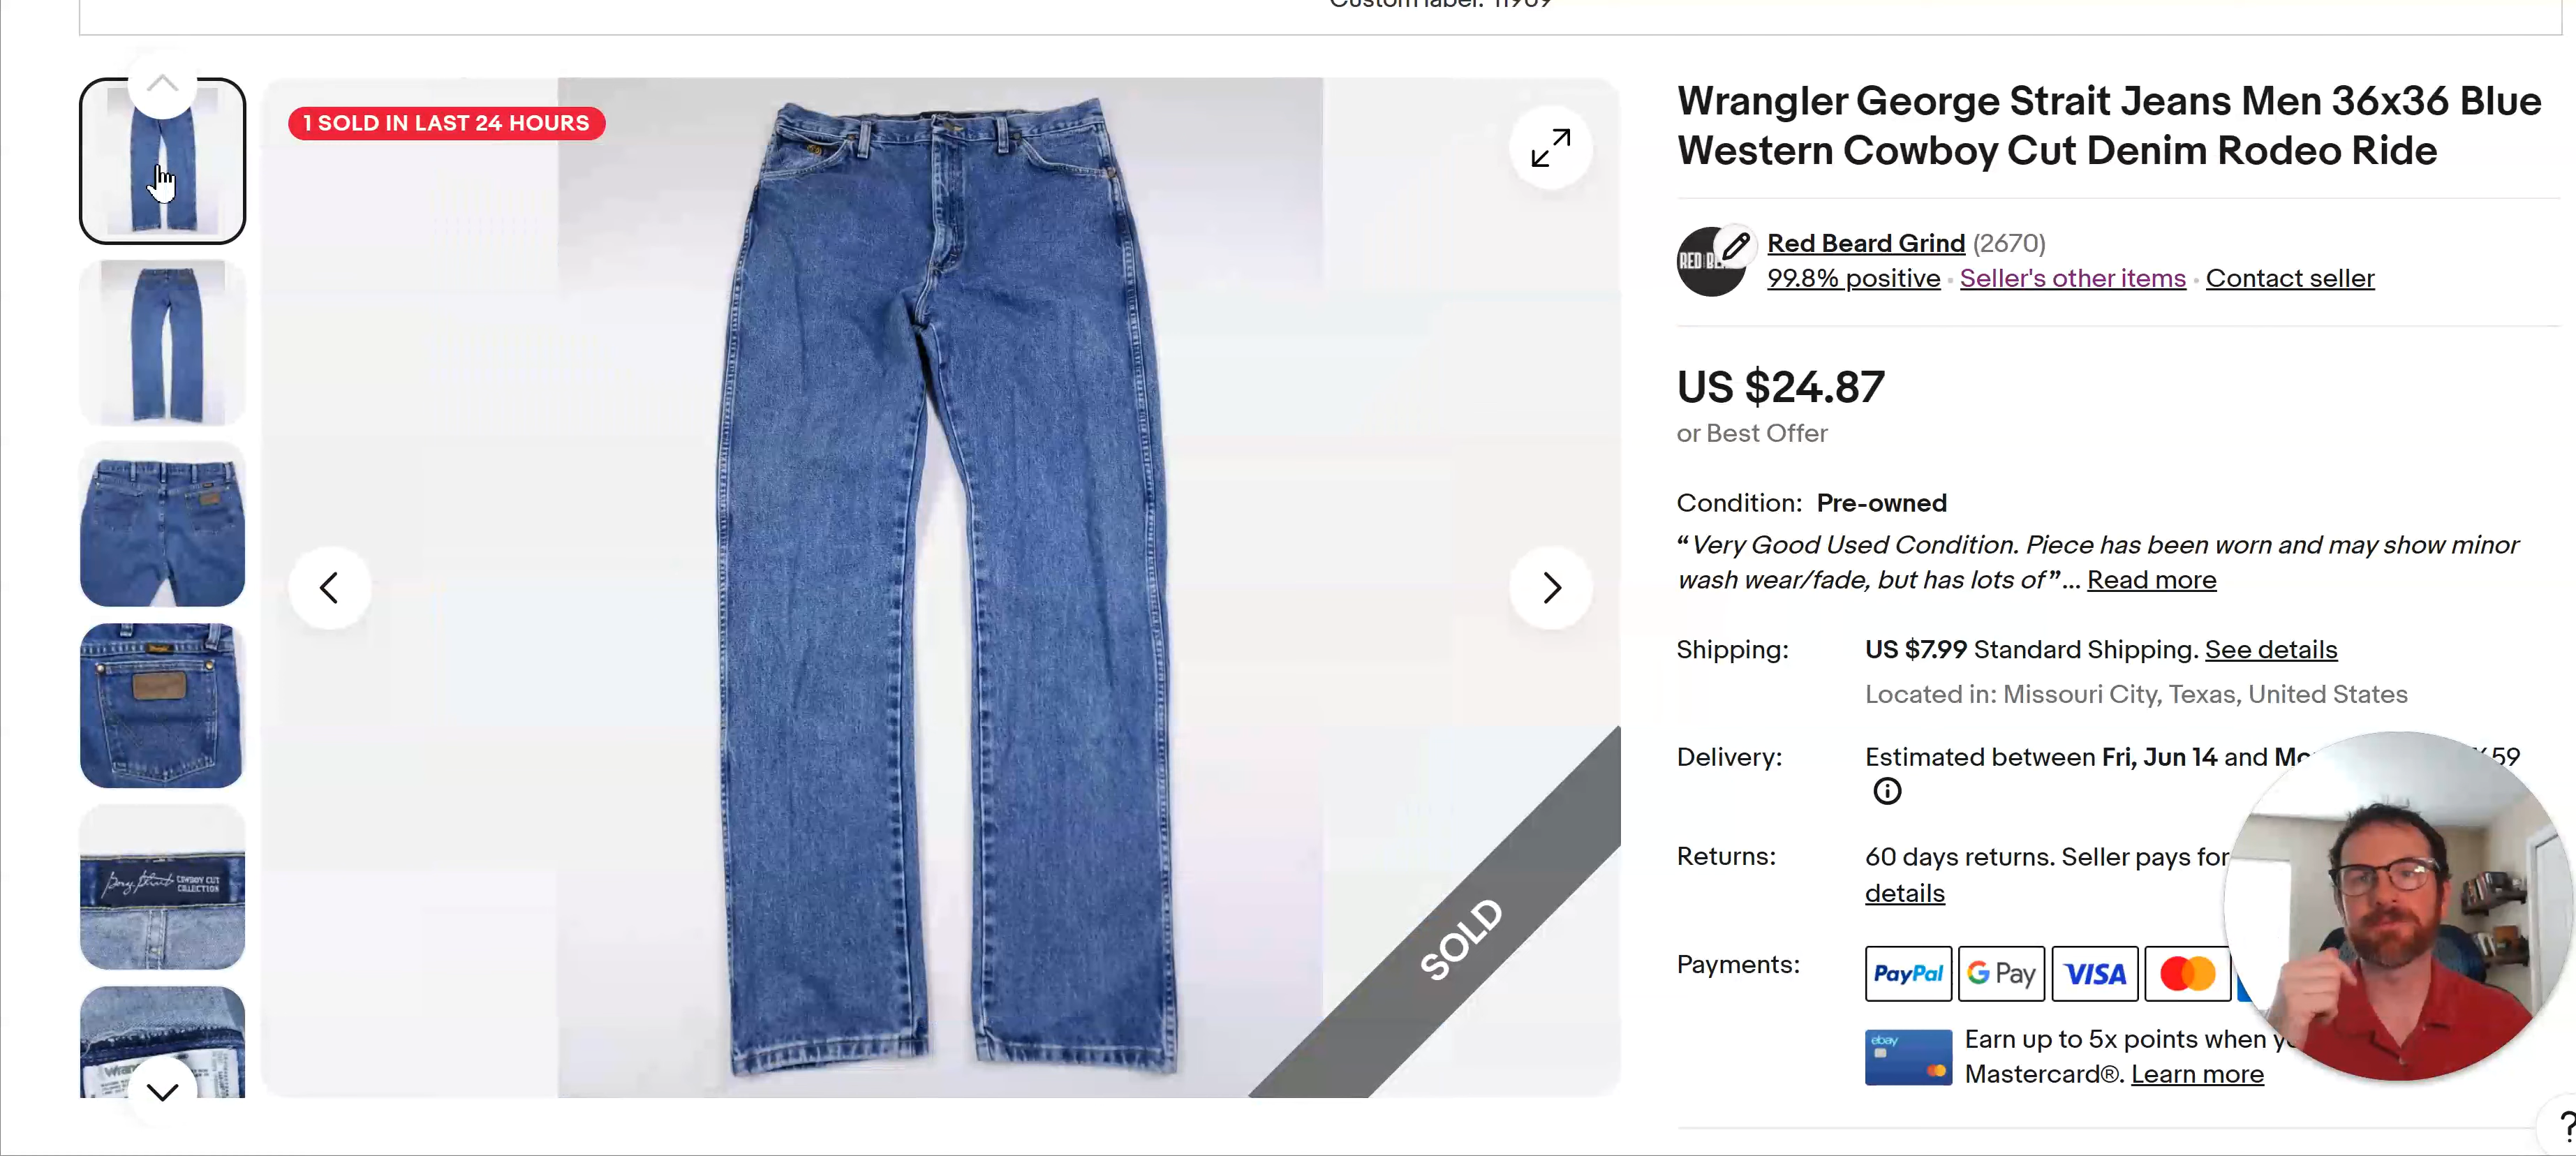 1 SOLD IN LAST 24 HOURS
Wrangler George Strait Jeans Men 36x36 Blue
Western Cowboy Cut Denim Rodeo Ride
Red Beard Grind (2670)
99.8% positive · Seller's other items · Contact seller
US $24.87
or Best Offer
Condition: Pre-owned
“Very Good Used Condition. Piece has been worn and may show minor
wash wear/fade, but has lots of”... Read more
Shipping: US $7.99 Standard Shipping. See details
Located in: Missouri City, Texas, United States
Delivery: Estimated between Fri, Jun 14 and
Returns: 60 days returns. Seller pays for
details
Payments: PayPal G Pay VISA
ebay
Earn up to 5x points when
Mastercard®. Learn more
SOLD
COWBOY CUT
COLLECTION
?